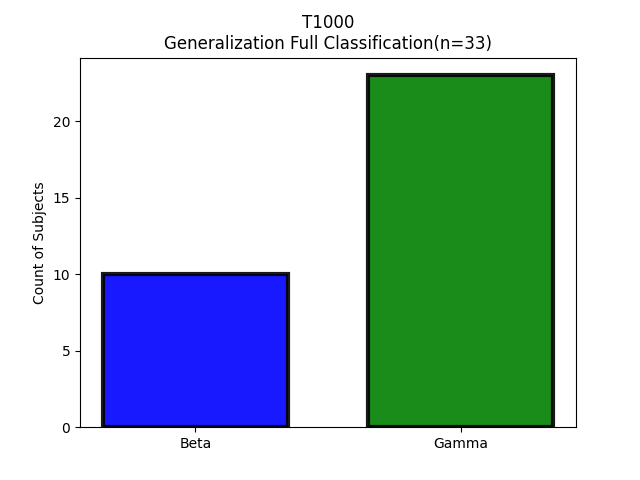 T1000
Generalization Full Classification(n=33)
Count of Subjects
20
15
10
5
0
Beta
Gamma